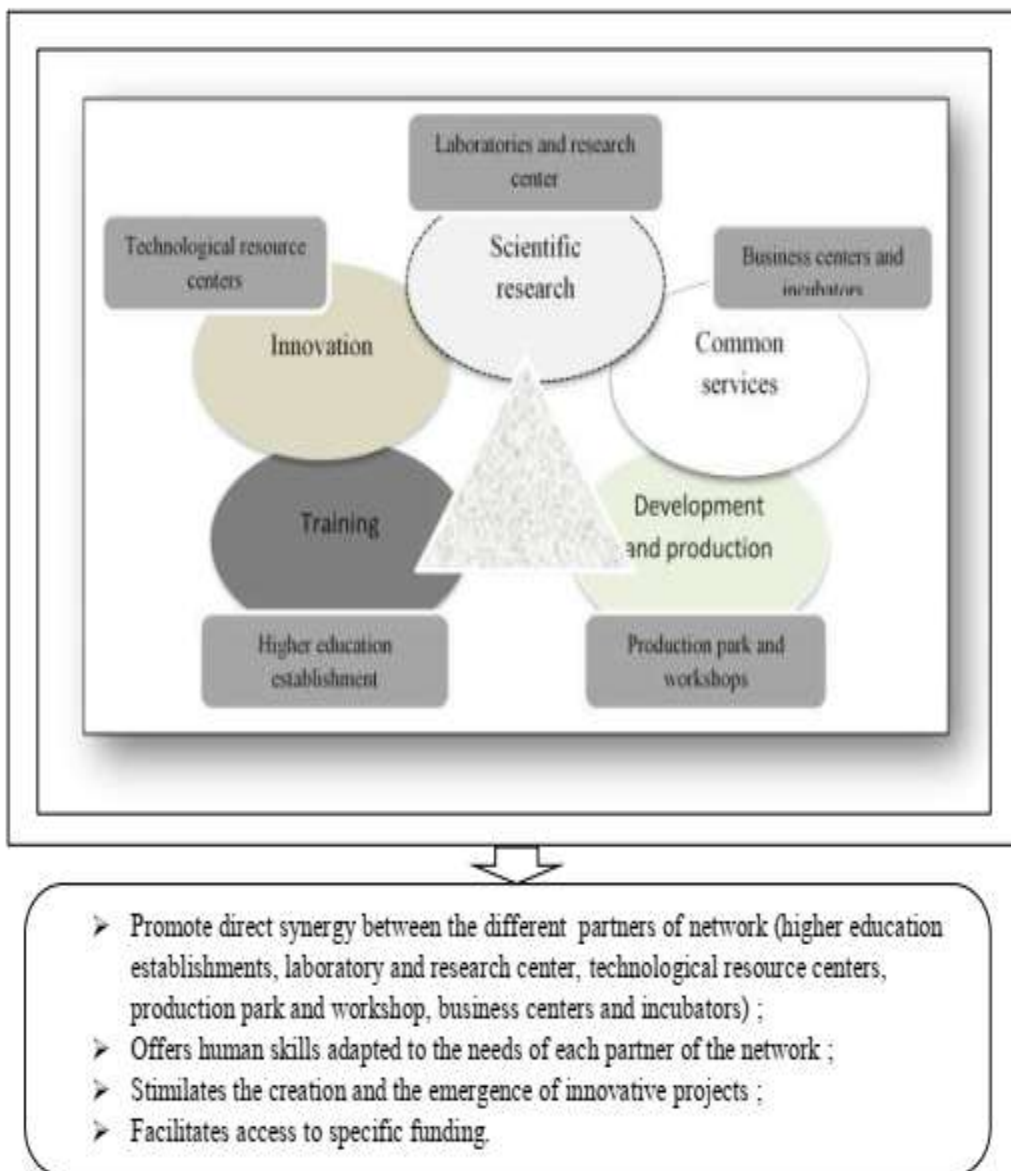 Laboratories and research
center
Technological resource
centers
Scientific
research
Business centers and
incubators
Innovation
Common
services
Training
Development
and production
Higher education
establishment
Production park and
workshops
➢ Promote direct synergy between the different partners of network (higher education
establishments, laboratory and research center, technological resource centers,
production park and workshop, business centers and incubators) ;
➢ Offers human skills adapted to the needs of each partner of the network ;
➢ Stimilates the creation and the emergence of innovative projects ;
➢ Facilitates access to specific funding.